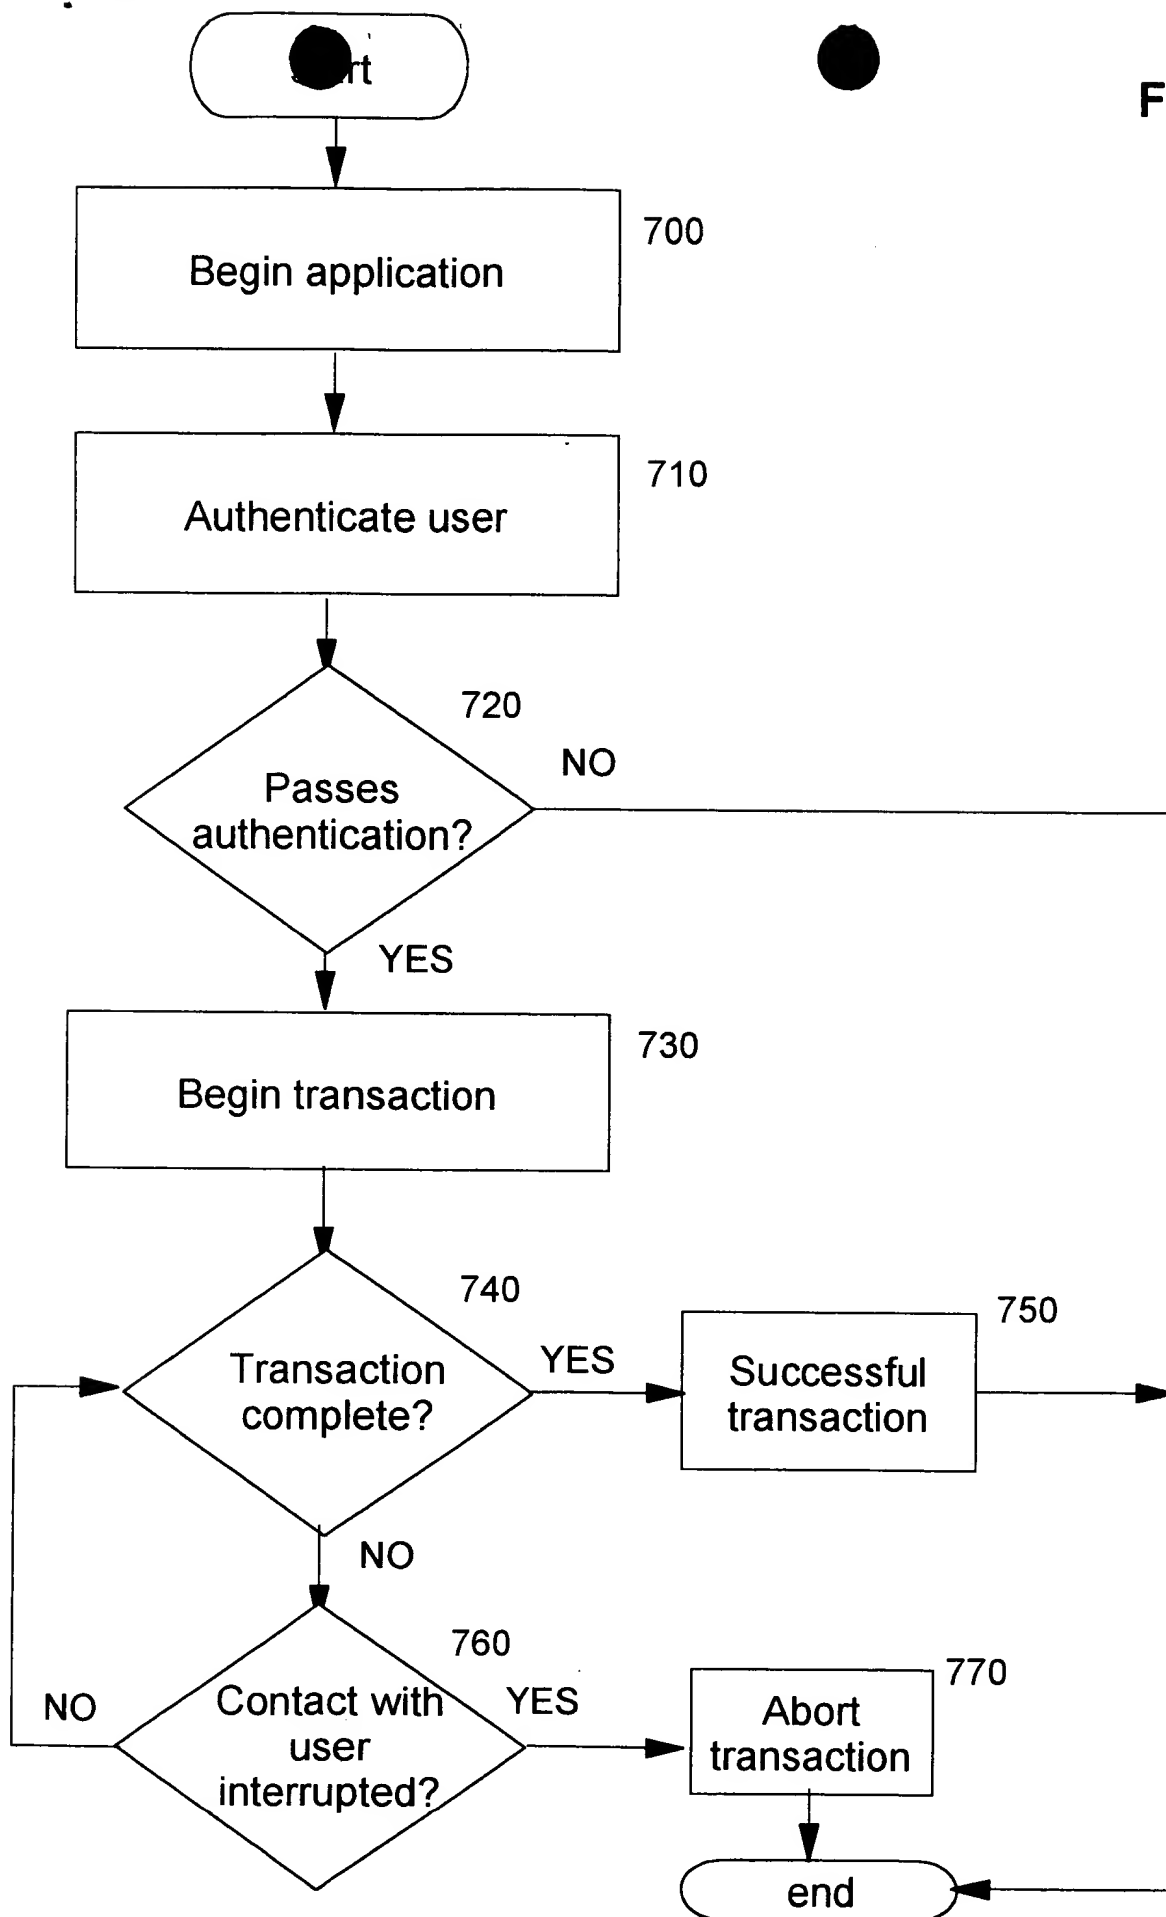 F
700
Begin application
710
Authenticate user
720
NO
Passes
authentication?
YES
730
Begin transaction
740
Transaction
complete?
YES
750
Successful
transaction
NO
760
Contact with
user
interrupted?
NO
YES
770
Abort
transaction
end